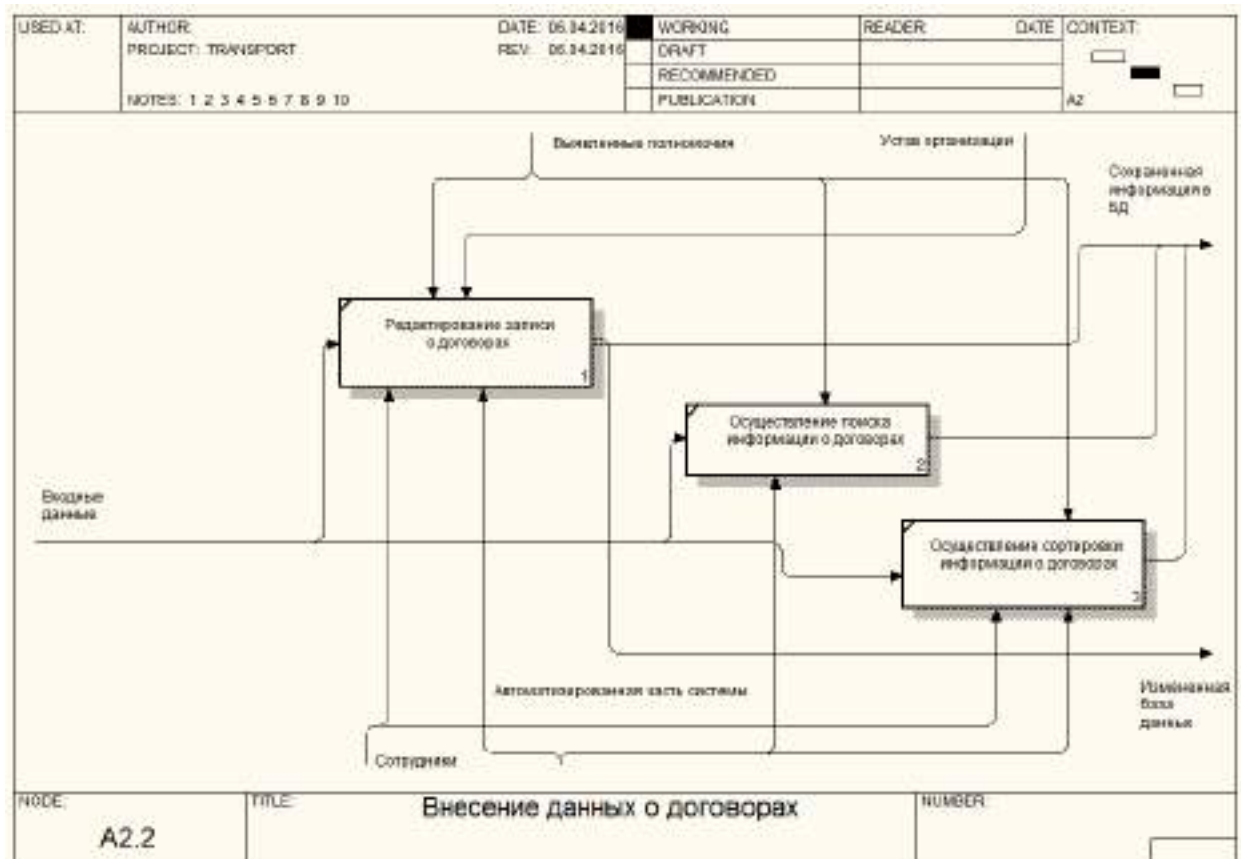 USED AT:
AUTHOR:
DATE: 06.04.2016
WORKING
READER
DATE
CONTEXT:
PROJECT: TRANSPORT
REV: 06.04.2016
DRAFT
RECOMMENDED
NOTES: 1 2 3 4 5 6 7 8 9 10
PUBLICATION
A2
Выявленные полномочия
Устав организации
Сохраненная
информация в
БД
Редактирование записи
о договорах
1
Осуществление поиска
информации о договорах
2
Входные
данные
Осуществление сортировки
информации о договорах
3
Автоматизированная часть системы
Измененная
база
данных
Сотрудники
NODE:
TITLE:
Внесение данных о договорах
NUMBER:
A2.2